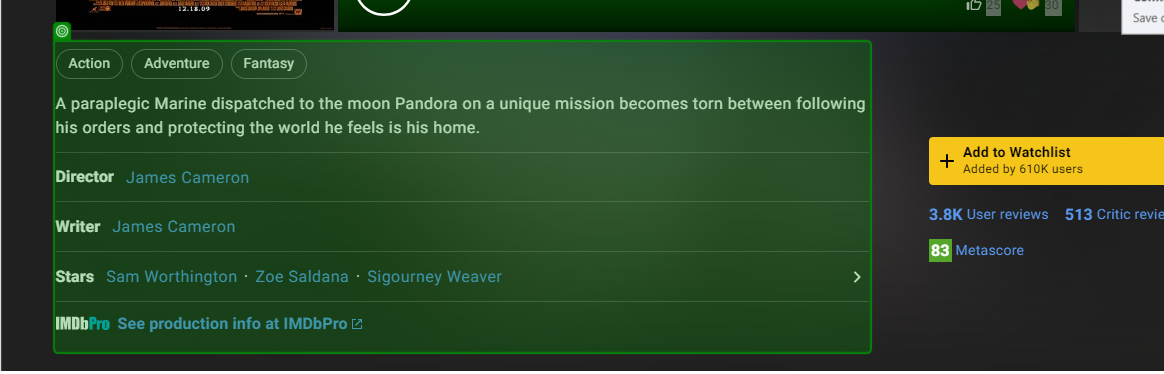 12.18.09
25
30
Save
Action
Adventure
Fantasy
A paraplegic Marine dispatched to the moon Pandora on a unique mission becomes torn between following
his orders and protecting the world he feels is his home.
Add to Watchlist
Added by 610K users
Director James Cameron
3.8K User reviews 513 Critic revie
Writer James Cameron
83 Metascore
Stars Sam Worthington · Zoe Saldana · Sigourney Weaver
IMDbPro See production info at IMDbPro